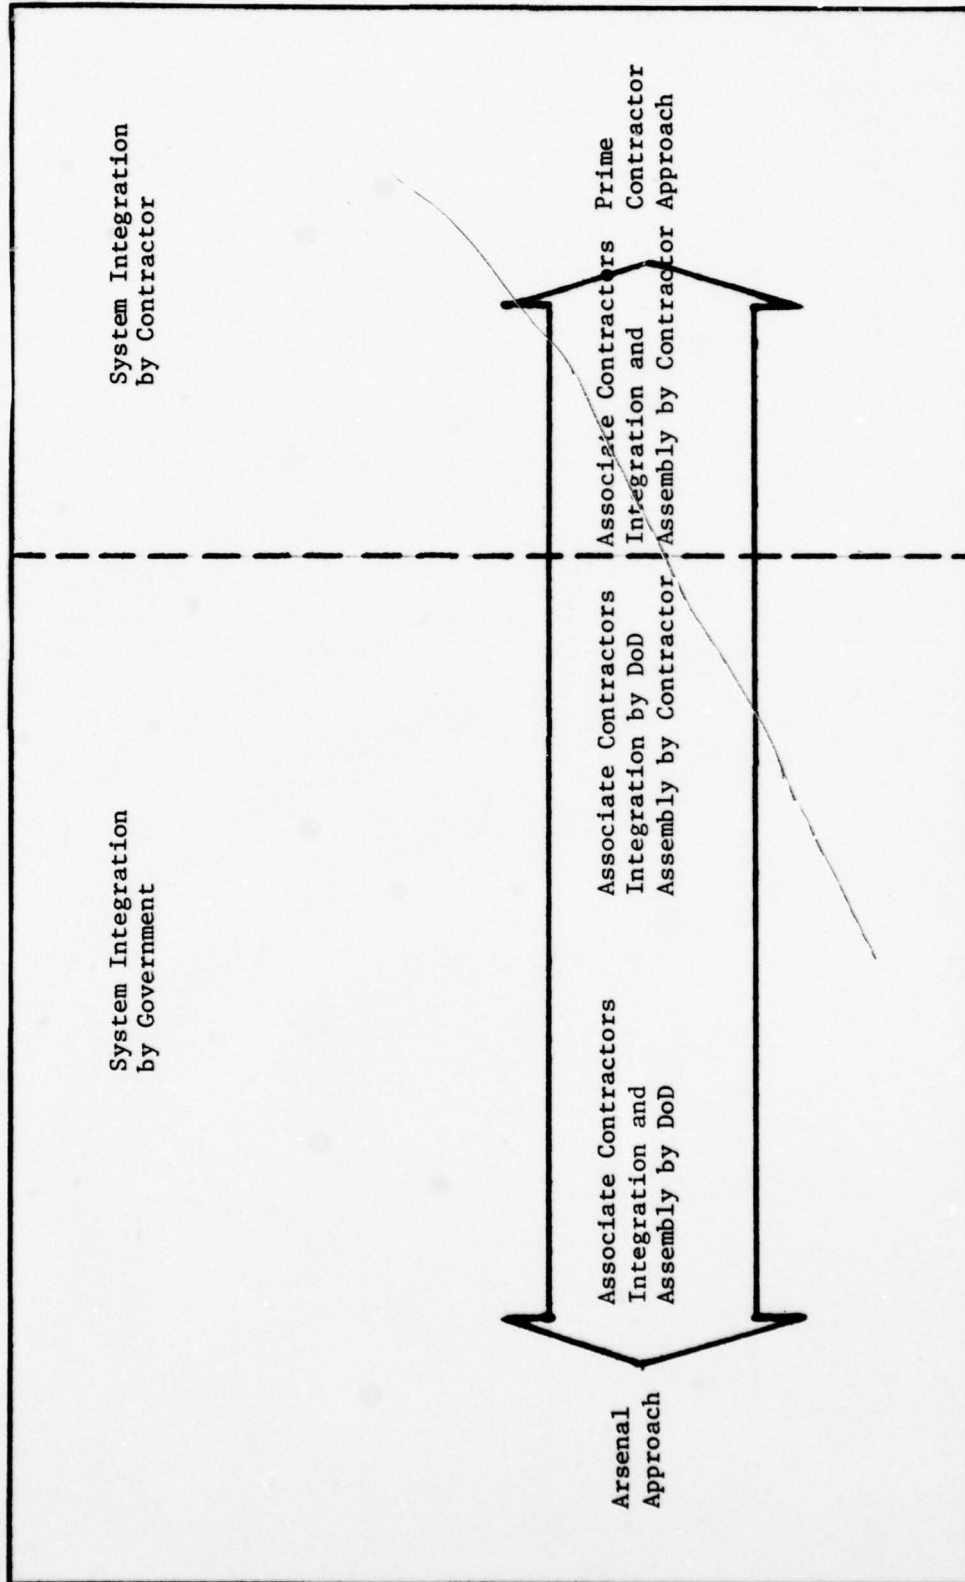 System Integration
by Government
System Integration
by Contractor
Arsenal
Approach
Associate Contractors
Integration and
Assembly by DoD
Associate Contractors
Integration by DoD
Assembly by Contractor
Associate Contractors
Integration and
Assembly by Contractor
Prime
Contractor
Approach